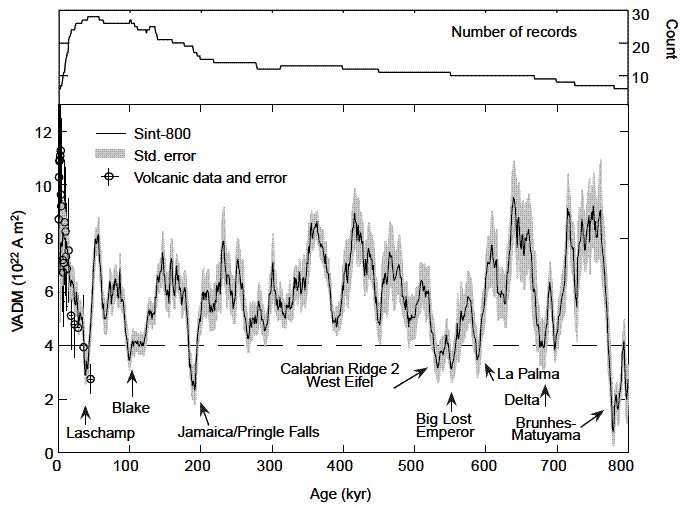 Number of records
30
20
10
Count
Sint-800
Std. error
Volcanic data and error
12
10
8
6
4
2
0
VADM (10²² A m²)
Calabrian Ridge 2
West Eifel
La Palma
Delta
Blake
Laschamp
Jamaica/Pringle Falls
Big Lost
Emperor
Brunhes-
Matuyama
0 100 200 300 400 500 600 700 800
Age (kyr)